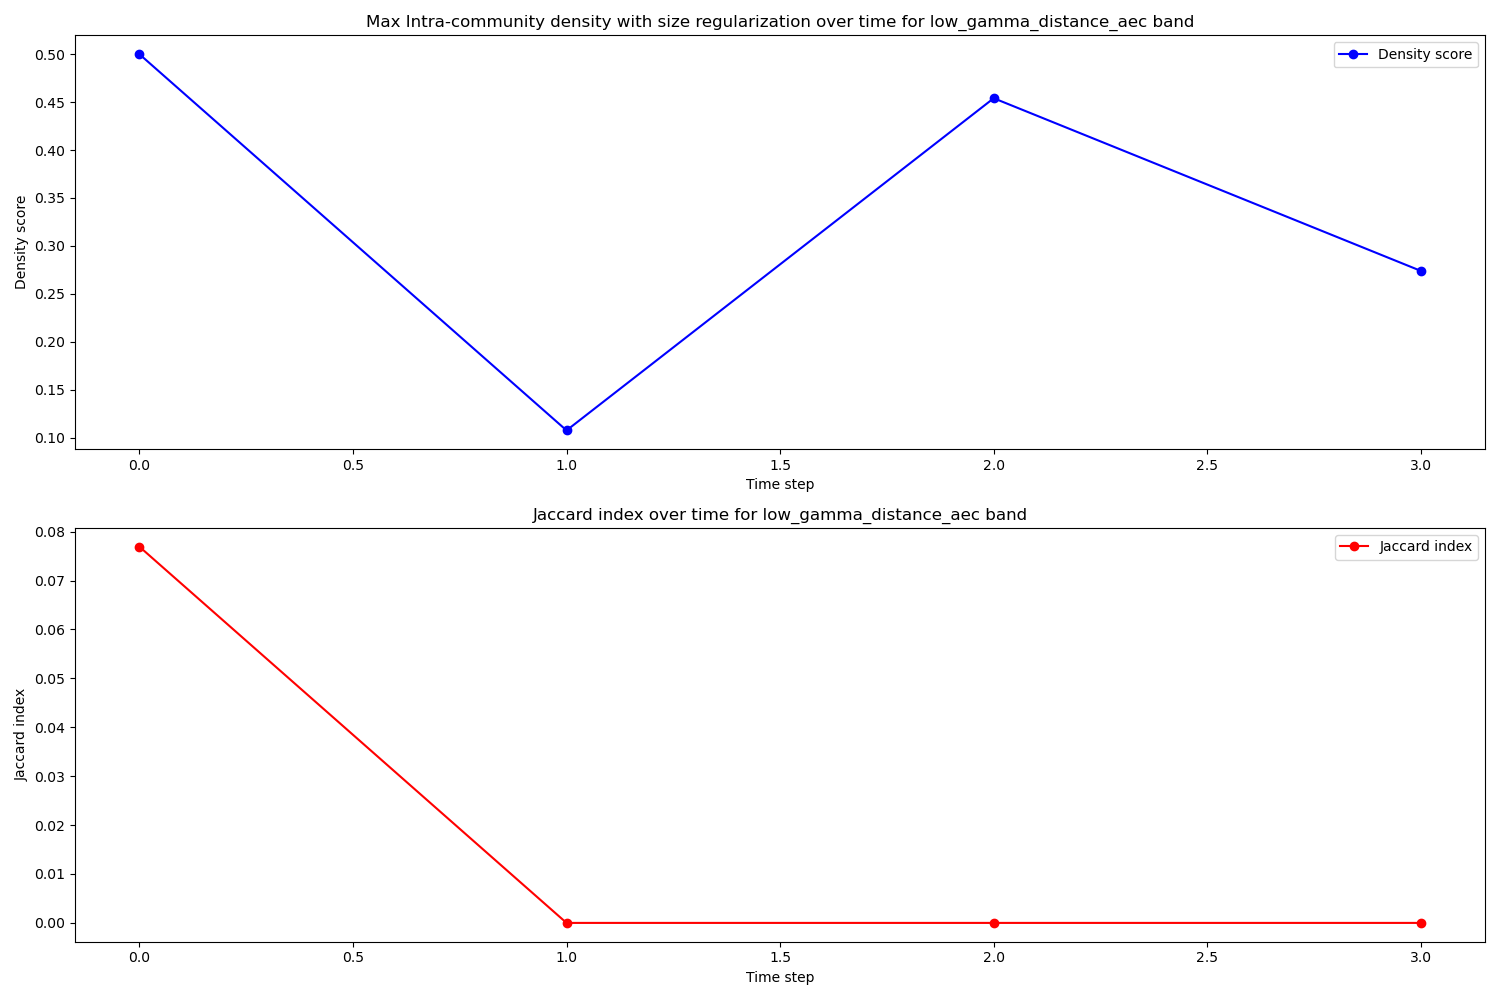 Max Intra-community density with size regularization over time for low_gamma_distance_aec band
Density score
0.50
0.45
0.40
0.35
0.30
0.25
0.20
0.15
0.10
Density score
0.0 0.5 1.0 1.5 2.0 2.5 3.0
Time step
Jaccard index over time for low_gamma_distance_aec band
Jaccard index
0.08
0.07
0.06
0.05
0.04
0.03
0.02
0.01
0.00
Jaccard index
0.0 0.5 1.0 1.5 2.0 2.5 3.0
Time step